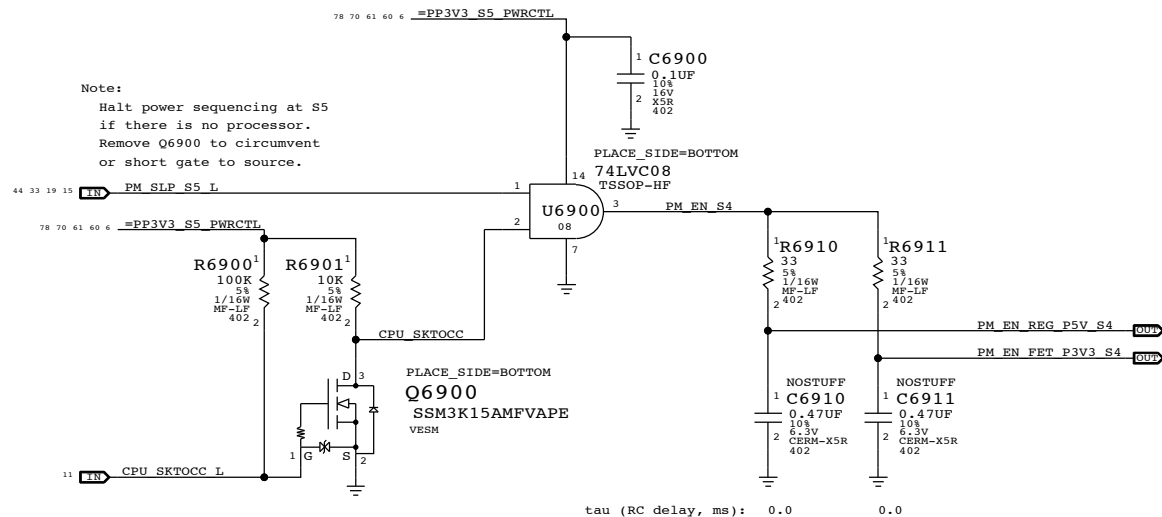 78 70 61 60 6 =PP3V3_S5_PWRCTL
1 C6900
0.1UF
10%
16V
2 X5R
402
Note:
Halt power sequencing at S5
if there is no processor.
Remove Q6900 to circumvent
or short gate to source.
PLACE_SIDE=BOTTOM
14 74LVC08
TSSOP-HF
44 33 19 15 IN PM_SLP_S5_L 1
U6900 3 PM_EN_S4
08
2
7
78 70 61 60 6 =PP3V3_S5_PWRCTL
R6900 1
100K
5%
1/16W
MF-LF
402
2
R6901 1
10K
5%
1/16W
MF-LF
402
2
1 R6910
33
5%
1/16W
MF-LF
2 402
1 R6911
33
5%
1/16W
MF-LF
2 402
CPU_SKTOCC
PM_EN_REG_P5V_S4 OUT
PM_EN_FET_P3V3_S4 OUT
D 3
PLACE_SIDE=BOTTOM
Q6900
SSM3K15AMFVAPE
VESM
1 G S 2
NOSTUFF
1 C6910
0.47UF
10%
2 6.3V
CERM-X5R
402
NOSTUFF
1 C6911
0.47UF
10%
2 6.3V
CERM-X5R
402
11 IN CPU_SKTOCC_L
tau (RC delay, ms): 0.0 0.0